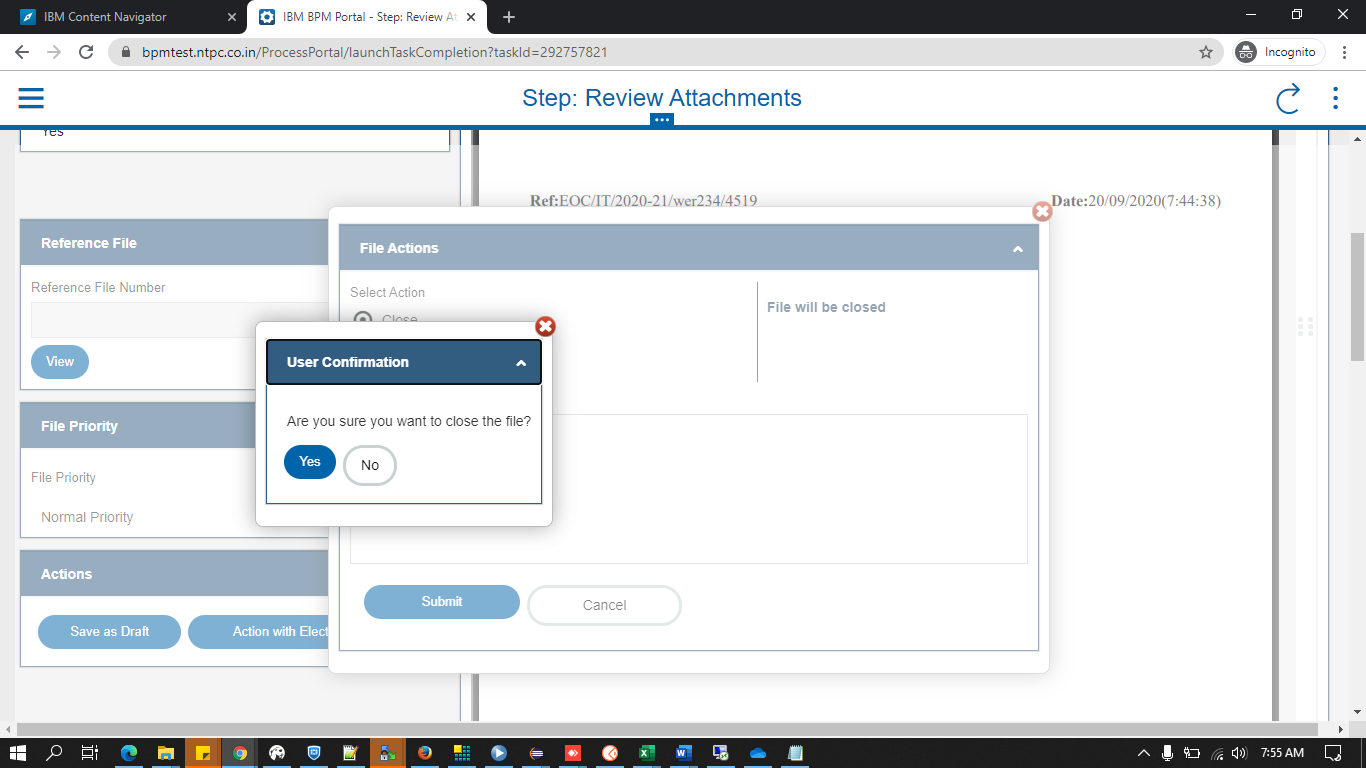 IBM Content Navigator
IBM BPM Portal - Step: Review At
bpmtest.ntpc.co.in/ProcessPortal/launchTaskCompletion?taskId=292757821
Incognito
Step: Review Attachments
Yes
Ref:EOC/IT/2020-21/wer234/4519
Date:20/09/2020(7:44:38)
Reference File
Reference File Number
View
File Priority
File Priority
Normal Priority
Actions
Save as Draft
Action with Elect
File Actions
Select Action
Close
File will be closed
User Confirmation
Are you sure you want to close the file?
Yes
No
Submit
Cancel
7:55 AM